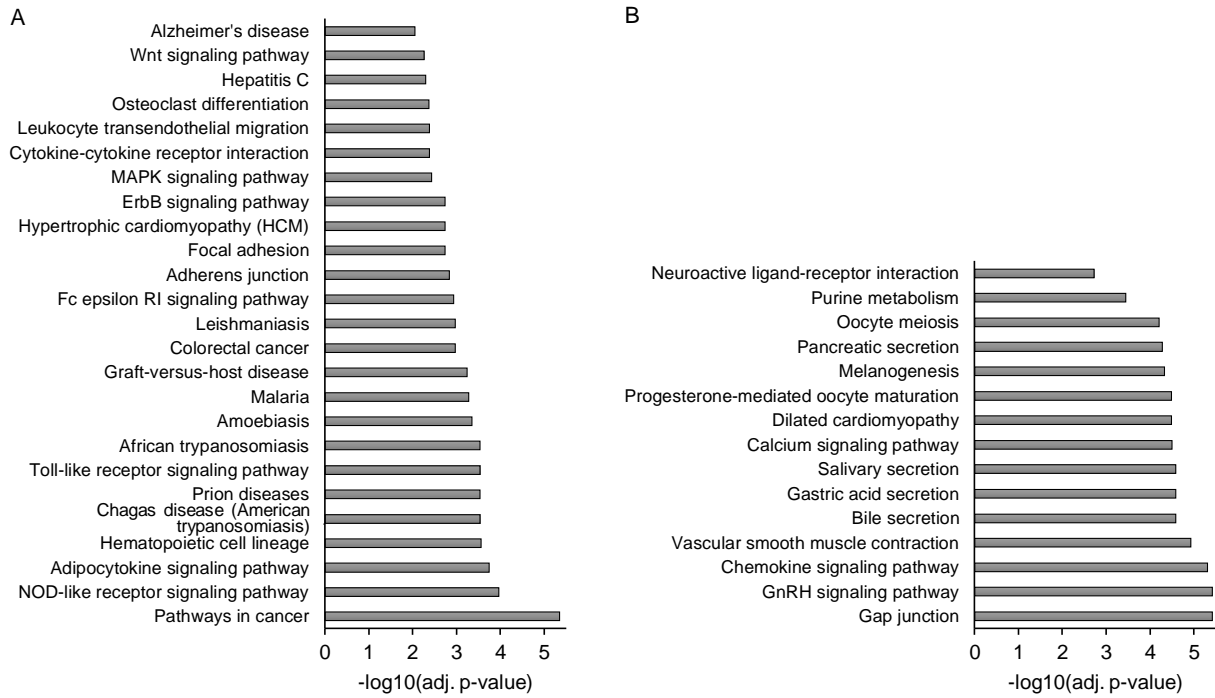 A
Alzheimer's disease
Wnt signaling pathway
Hepatitis C
Osteoclast differentiation
Leukocyte transendothelial migration
Cytokine-cytokine receptor interaction
MAPK signaling pathway
ErbB signaling pathway
Hypertrophic cardiomyopathy (HCM)
Focal adhesion
Adherens junction
Fc epsilon RI signaling pathway
Leishmaniasis
Colorectal cancer
Graft-versus-host disease
Malaria
Amoebiasis
African trypanosomiasis
Toll-like receptor signaling pathway
Prion diseases
Chagas disease (American
trypanosomiasis)
Hematopoietic cell lineage
Adipocytokine signaling pathway
NOD-like receptor signaling pathway
Pathways in cancer
0 1 2 3 4 5
-log10(adj. p-value)
B
Neuroactive ligand-receptor interaction
Purine metabolism
Oocyte meiosis
Pancreatic secretion
Melanogenesis
Progesterone-mediated oocyte maturation
Dilated cardiomyopathy
Calcium signaling pathway
Salivary secretion
Gastric acid secretion
Bile secretion
Vascular smooth muscle contraction
Chemokine signaling pathway
GnRH signaling pathway
Gap junction
0 1 2 3 4 5
-log10(adj. p-value)